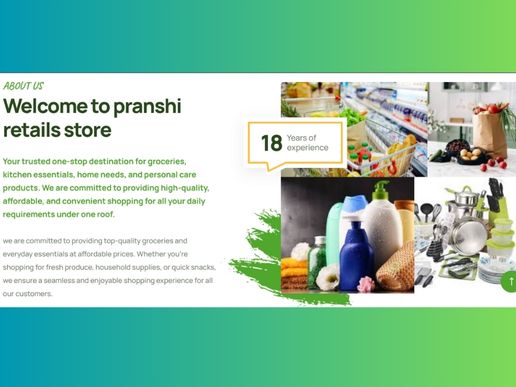 ABOUT US
Welcome to pranshi
retails store
Your trusted one-stop destination for groceries,
kitchen essentials, home needs, and personal care
products. We are committed to providing high-quality,
affordable, and convenient shopping for all your daily
requirements under one roof.
we are committed to providing top-quality groceries and
everyday essentials at affordable prices. Whether you're
shopping for fresh produce, household supplies, or quick snacks,
we ensure a seamless and enjoyable shopping experience for all
our customers.
18 Years of
experience